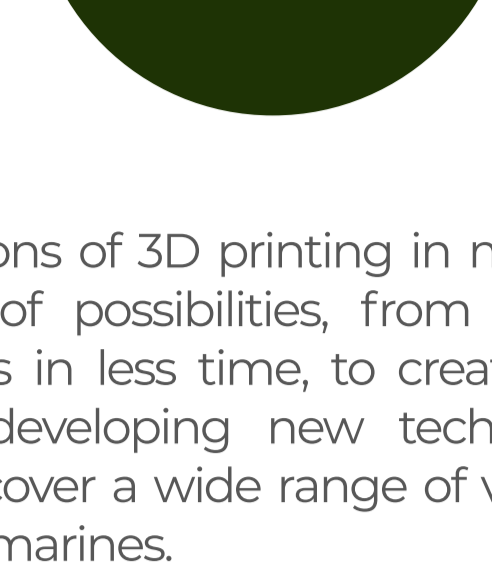 ons of 3D printing in
of possibilities, from
s in less time, to crea
developing new tech
cover a wide range of
marines.